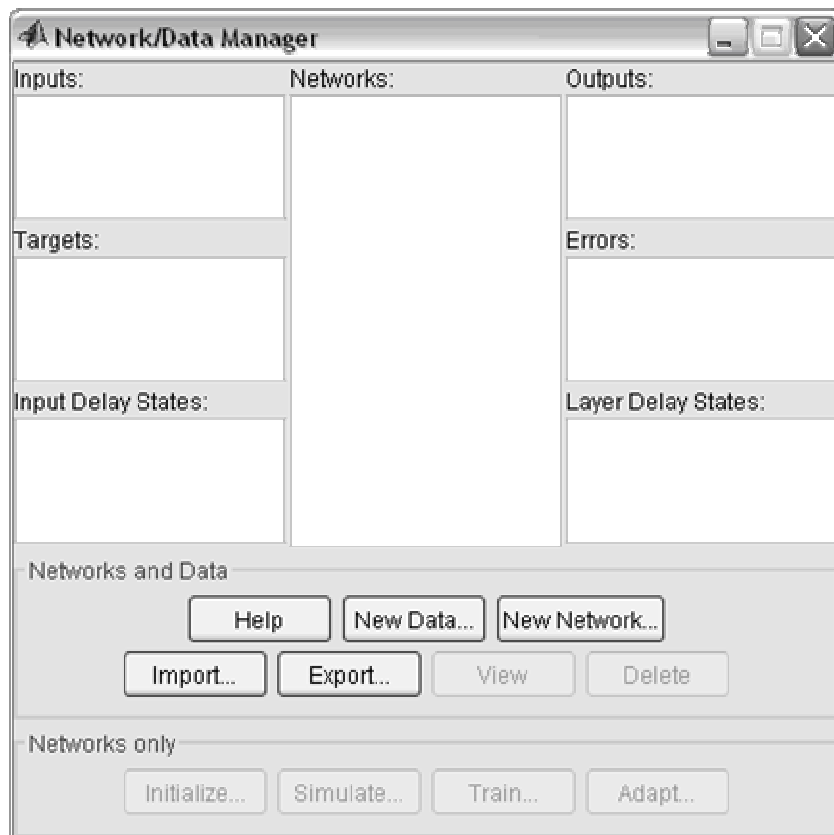 Network/Data Manager
Inputs:
Networks:
Outputs:
Targets:
Errors:
Input Delay States:
Layer Delay States:
Networks and Data
Help
New Data...
New Network...
Import...
Export...
View
Delete
Networks only
Initialize...
Simulate...
Train...
Adapt...